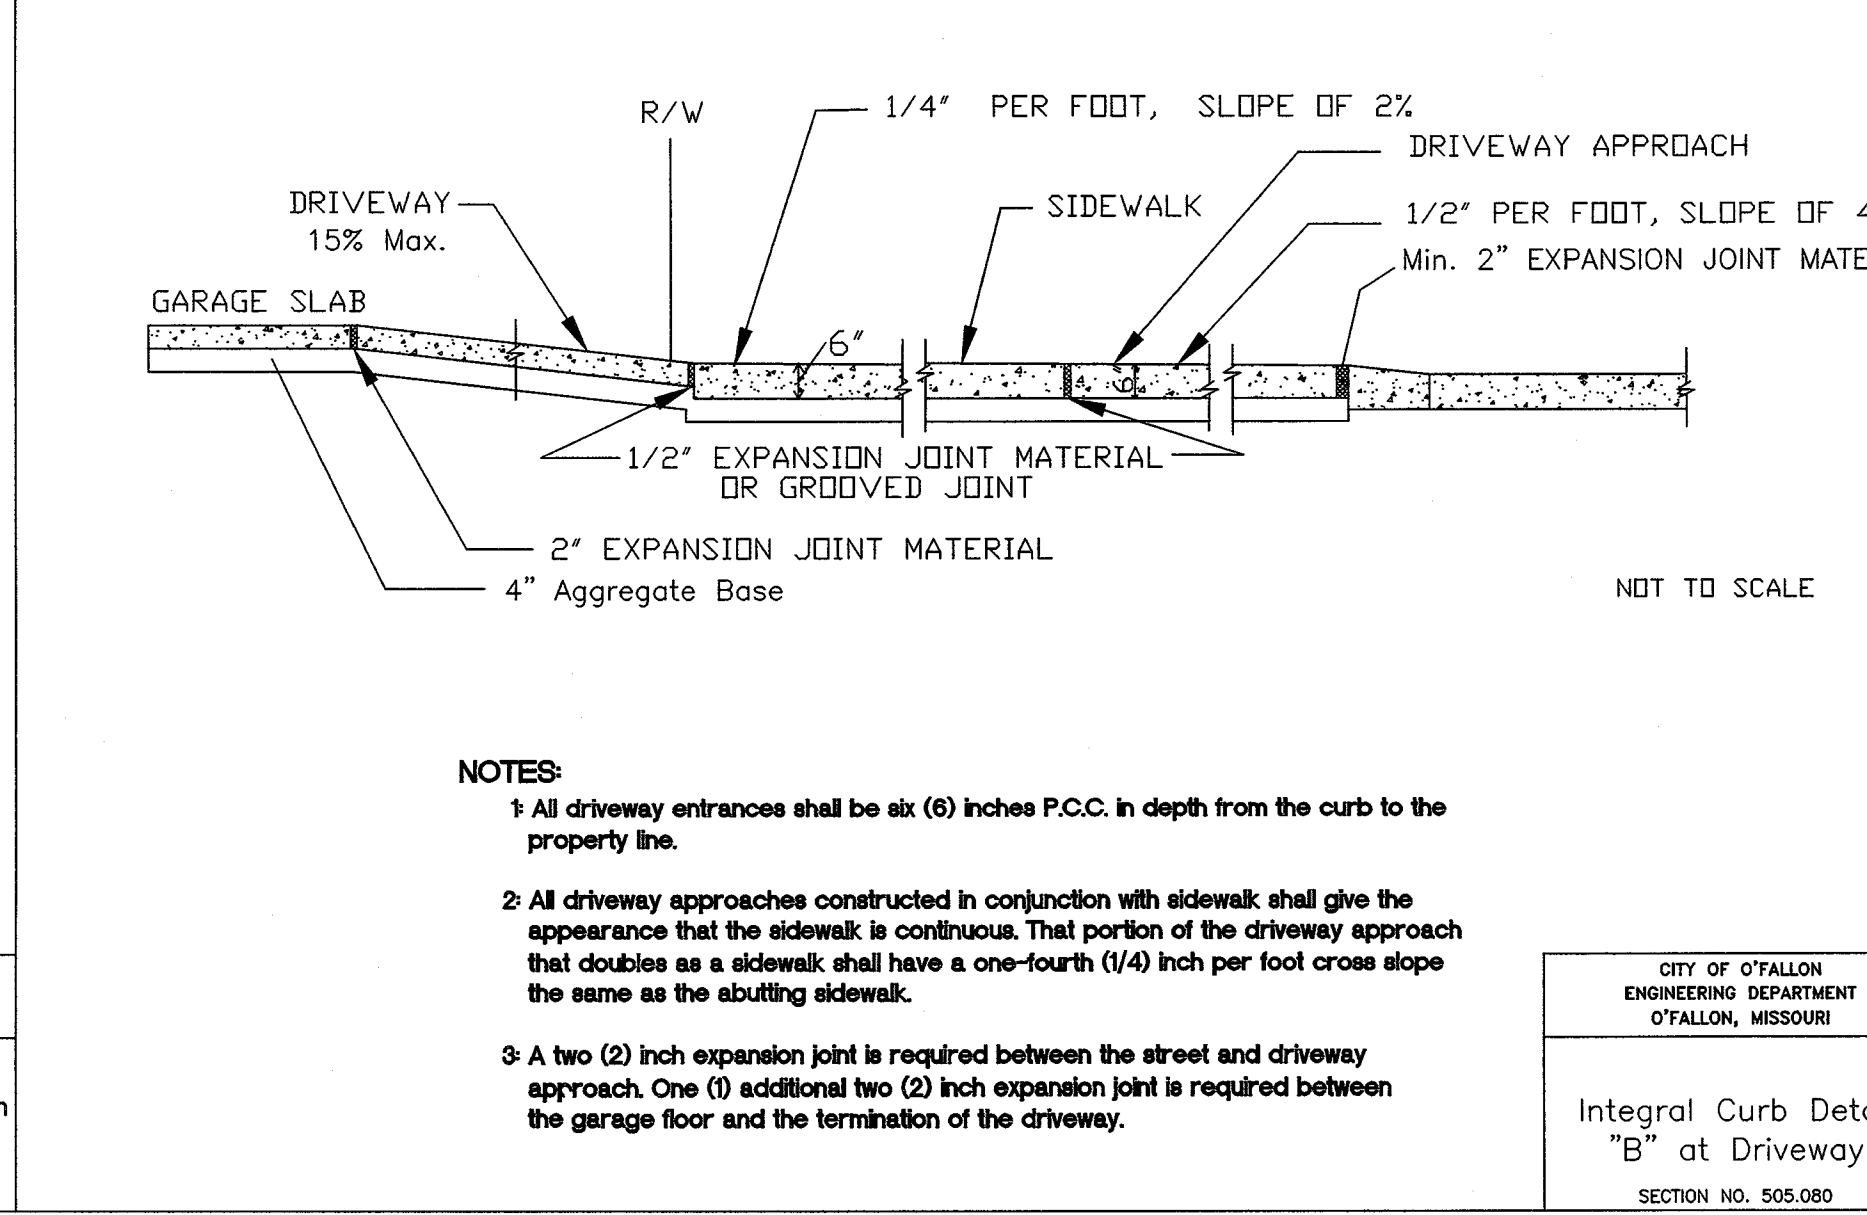 R/W
1/4" PER FOOT, SLOPE OF 2%
DRIVEWAY APPROACH
DRIVEWAY
15% Max.
SIDEWALK
1/2" PER FOOT, SLOPE OF
Min. 2" EXPANSION JOINT
GARAGE SLAB
6"
6"
1/2" EXPANSION JOINT MATERIAL
OR GROOVED JOINT
2" EXPANSION JOINT MATERIAL
4" Aggregate Base
NOT TO SCALE
NOTES:
1: All driveway entrances shall be six (6) inches P.C.C. in depth from the curb to the
property line.
2: All driveway approaches constructed in conjunction with sidewalk shall give the
appearance that the sidewalk is continuous. That portion of the driveway approach
that doubles as a sidewalk shall have a one-fourth (1/4) inch per foot cross slope
the same as the abutting sidewalk.
3: A two (2) inch expansion joint is required between the street and driveway
approach. One (1) additional two (2) inch expansion joint is required between
the garage floor and the termination of the driveway.
CITY OF O'FALLON
ENGINEERING DEPARTMENT
O'FALLON, MISSOURI
Integral Curb
"B" at Driveway
SECTION NO. 505.080